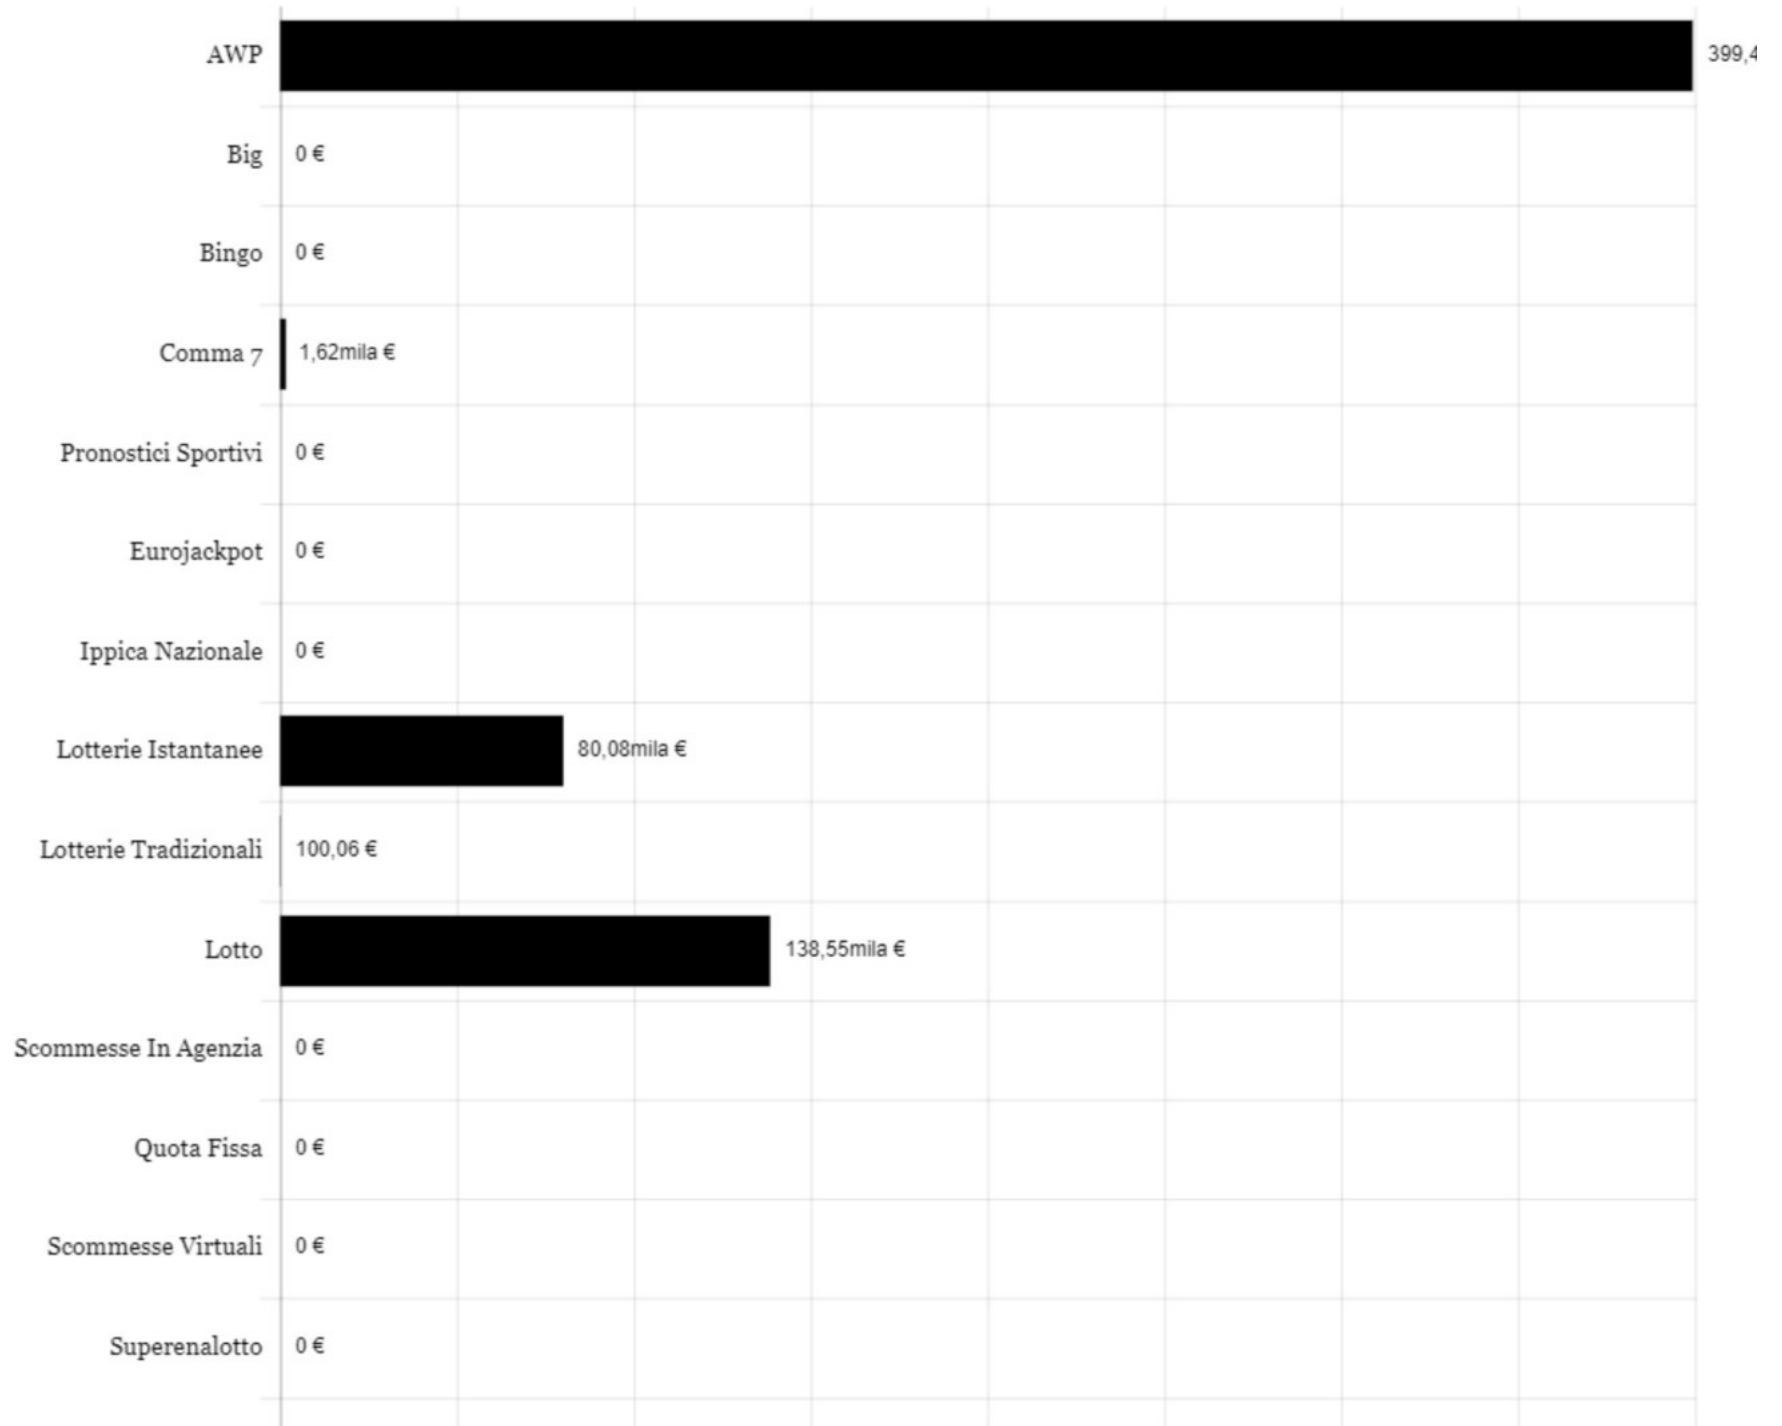 AWP 399,4
Big 0 €
Bingo 0 €
Comma 7 1,62mila €
Pronostici Sportivi 0 €
Eurojackpot 0 €
Ippica Nazionale 0 €
Lotterie Istantanee 80,08mila €
Lotterie Tradizionali 100,06 €
Lotto 138,55mila €
Scommesse In Agenzia 0 €
Quota Fissa 0 €
Scommesse Virtuali 0 €
Superenalotto 0 €